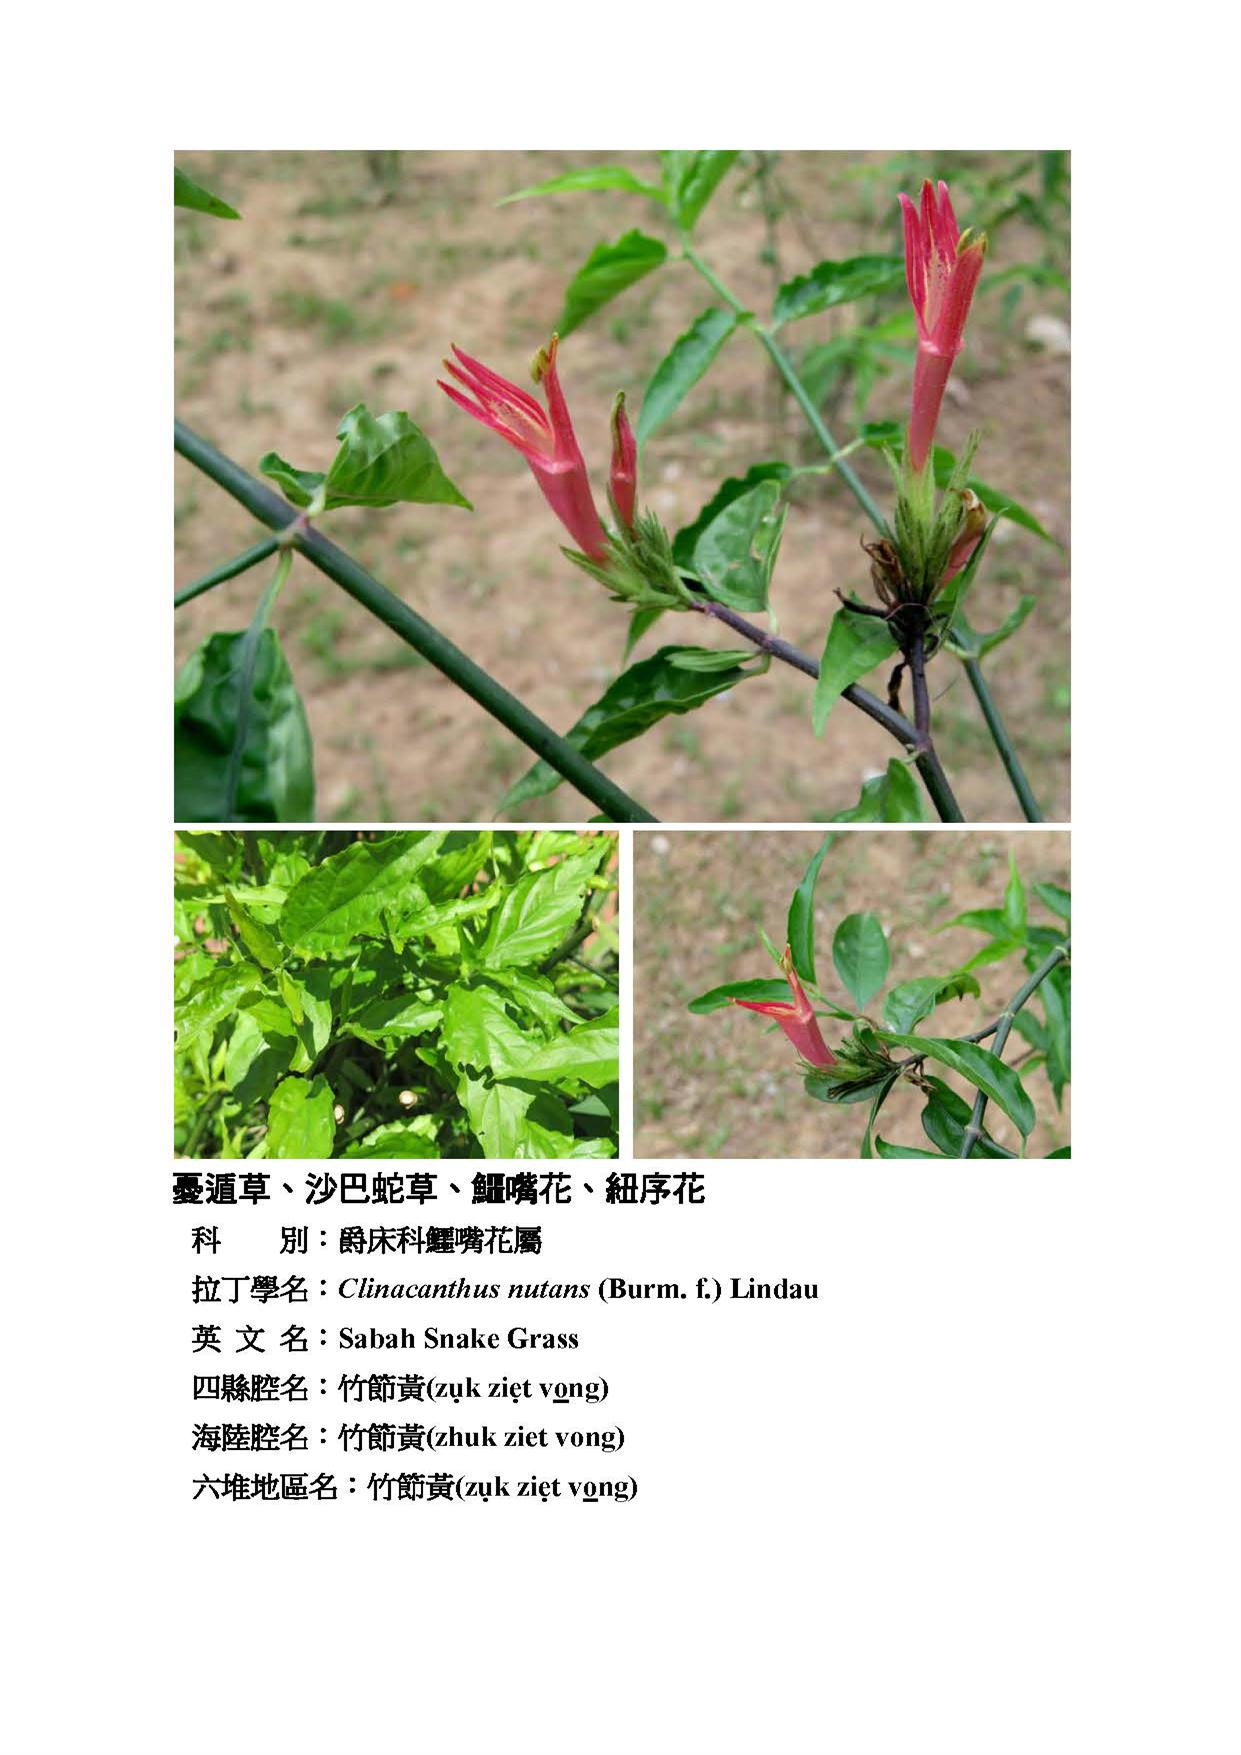 憂遁草、沙巴蛇草、鱷嘴花、紐序花
科　　別：爵床科鱷嘴花屬
拉丁學名：Clinacanthus nutans (Burm. f.) Lindau
英 文 名：Sabah Snake Grass
四縣腔名：竹節黃(zụk ziẹt vo̲ng)
海陸腔名：竹節黃(zhuk ziet vong)
六堆地區名：竹節黃(zụk ziẹt vo̲ng)